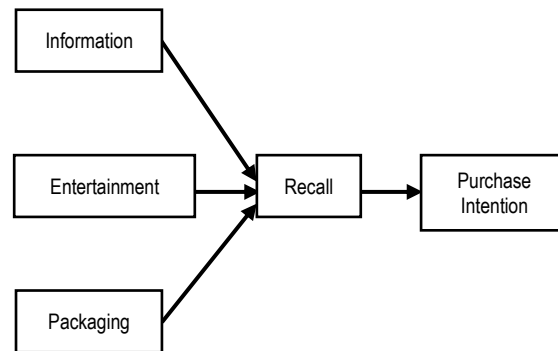 Information
Entertainment
Recall
Purchase
Intention
Packaging